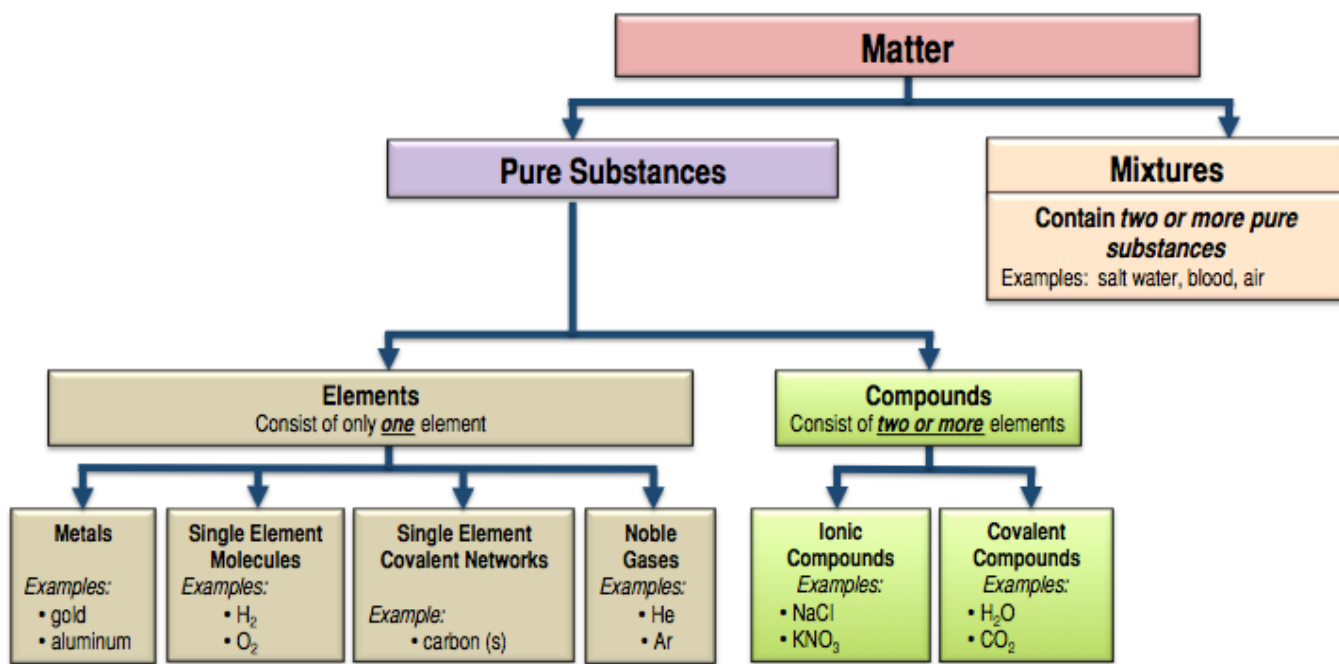 Matter
Pure Substances
Mixtures
Contain two or more pure
substances
Examples: salt water, blood, air
Elements
Consist of only one element
Compounds
Consist of two or more elements
Metals
Examples:
• gold
• aluminum
Single Element
Molecules
Examples:
• H₂
• O₂
Single Element
Covalent Networks
Example:
• carbon (s)
Noble
Gases
Examples:
• He
• Ar
Ionic
Compounds
Examples:
• NaCl
• KNO₃
Covalent
Compounds
Examples:
• H₂O
• CO₂